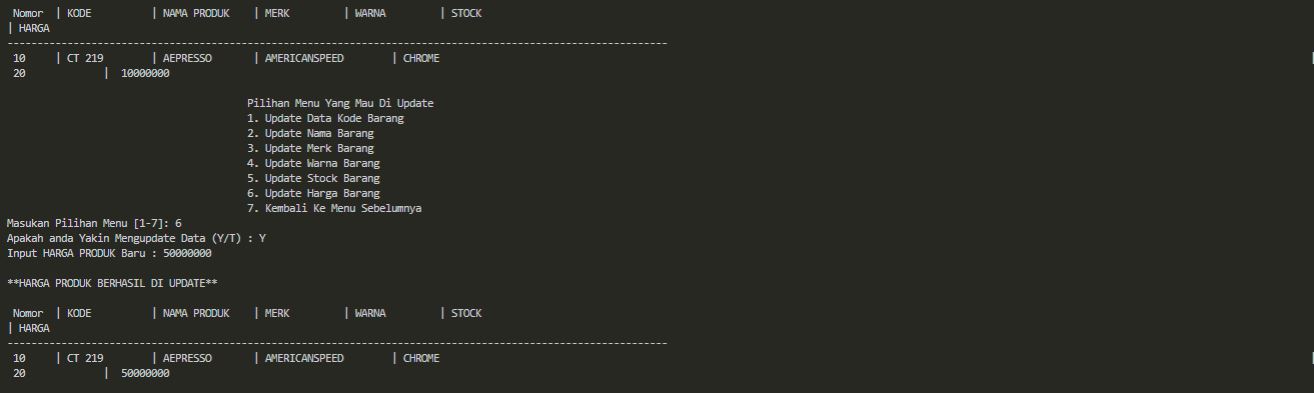 Nomor | KODE | NAMA PRODUK | MERK | WARNA | STOCK
| HARGA
--------------------------------------------------------------------------------------------------------------
10 | CT 219 | AEPRESSO | AMERICANSPEED | CHROME |
20 | 10000000
Pilihan Menu Yang Mau Di Update
1. Update Data Kode Barang
2. Update Nama Barang
3. Update Merk Barang
4. Update Warna Barang
5. Update Stock Barang
6. Update Harga Barang
7. Kembali Ke Menu Sebelumnya
Masukan Pilihan Menu [1-7]: 6
Apakah anda Yakin Mengupdate Data (Y/T) : Y
Input HARGA PRODUK Baru : 50000000
**HARGA PRODUK BERHASIL DI UPDATE**
Nomor | KODE | NAMA PRODUK | MERK | WARNA | STOCK
| HARGA
--------------------------------------------------------------------------------------------------------------
10 | CT 219 | AEPRESSO | AMERICANSPEED | CHROME |
20 | 50000000